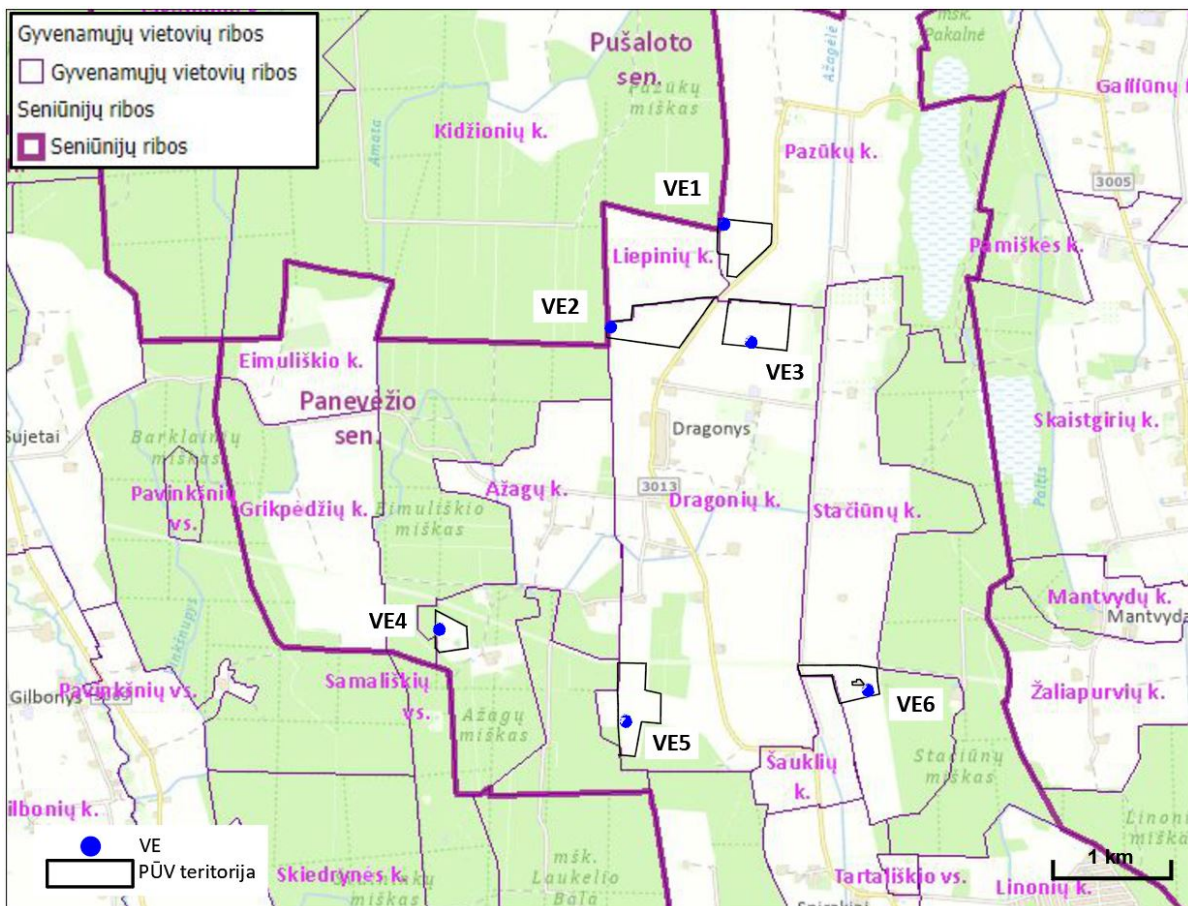 Gyvenamųjų vietovių ribos
Gyvenamųjų vietovių ribos
Seniūnijų ribos
Seniūnijų ribos
Pušaloto
sen.
Pazūkų
miškas
Ažagėlė
mšk.
Pakalnė
Kidžionių k.
Amata
Pazūkų k.
3005
VE1
Liepinių k.
Pamiškės k.
VE2
VE3
Eimuliškio k.
Panevėžio
sen.
Sujetai
Barklainių
miškas
Dragonys
Skaistgirių k.
Pavinkšnių
vs.
Grikpėdžių k.
Eimuliškio
miškas
Ažagų k.
3013
Dragonių k.
Stačiūnų k.
Mantvydų k.
VE4
Gilbonys
Pavinkšnių vs.
Samališkių
vs.
Ažagų
miškas
VE5
VE6
Žaliapurvių k.
Šauklių
k.
Stačiūnų
miškas
VE
PŪV teritorija
Skiedrynės k.
miškas
mšk.
Laukelio
Bala
Tartališkio vs.
Linonių k.
1 km